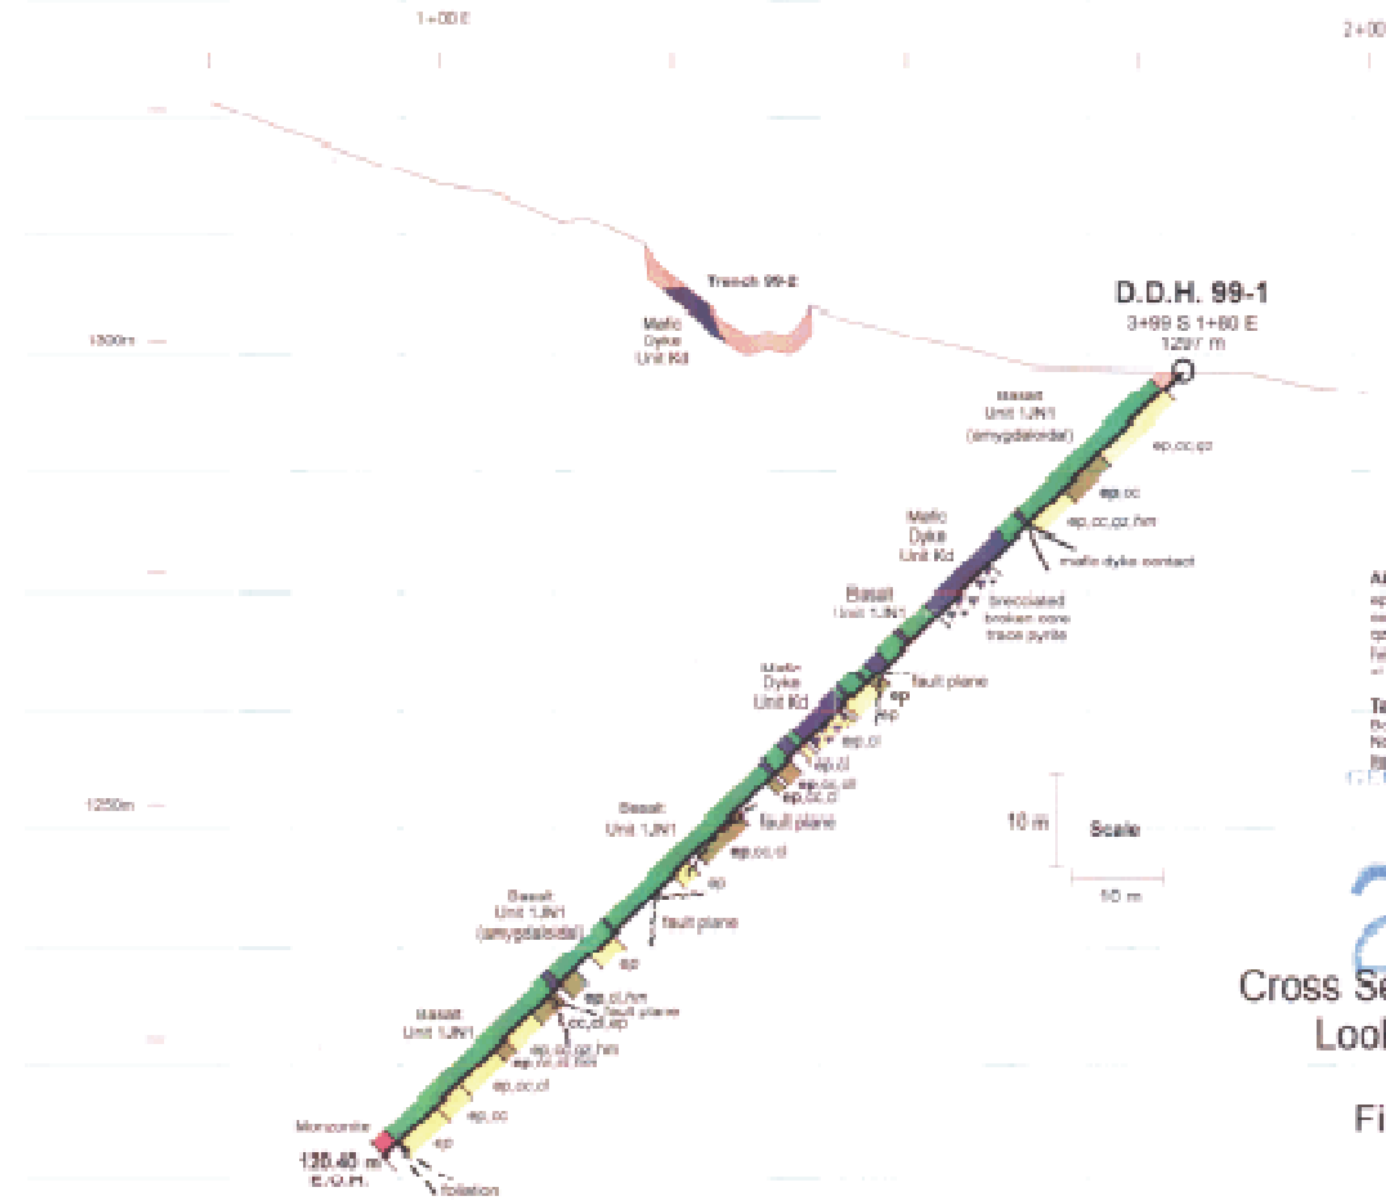 1+00 E
2+00
Trench 99-2
D.D.H. 99-1
3+99 S 1+80 E
1297 m
Mafic
Dyke
Unit Kd
1300m
Basalt
Unit 1JN1
(amygdaloidal)
ep,cc,qz
ep,cc
ep,cc,qz,hm
Mafic
Dyke
Unit Kd
mafic dyke contact
Basalt
Unit 1JN1
brecciated
broken core
trace pyrite
Mafic
Dyke
Unit Kd
fault plane
ep
ep
ep,cl
ep,cl
1250m
Basalt
Unit 1JN1
fault plane
ep,cc,cl
ep
10 m
Scale
10 m
Basalt
Unit 1JN1
(amygdaloidal)
fault plane
ep
ep,cl,hm
fault plane
cc,cl,ep
Basalt
Unit 1JN1
ep,cc,qz,hm
ep,cc,cl
ep,cc
ep
Monzonite
E.O.H.
foliation
2
Cross Se
Look
Fi